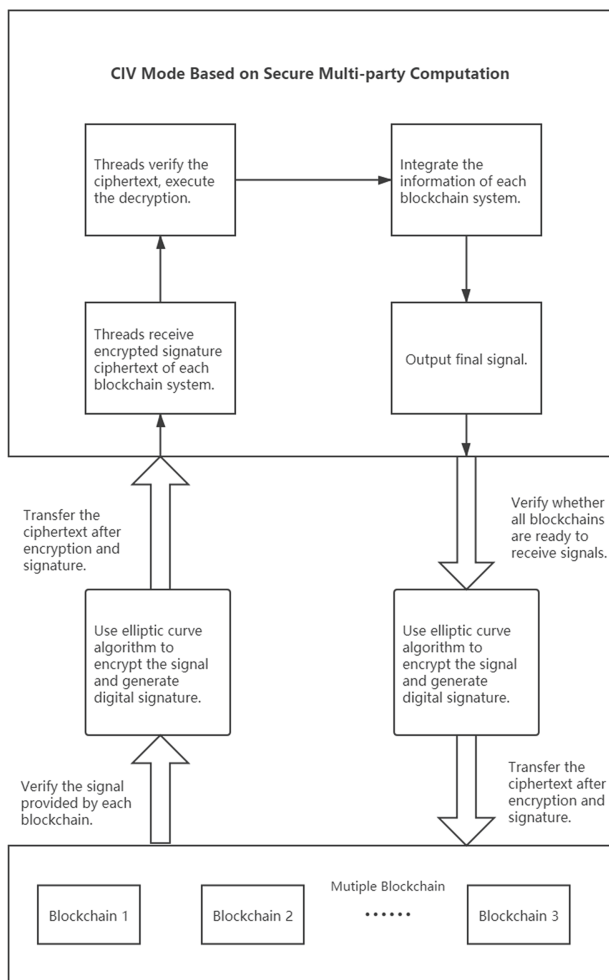 CIV Mode Based on Secure Multi-party Computation
Threads verify the
ciphertext, execute
the decryption.
Integrate the
information of each
blockchain system.
Threads receive
encrypted signature
ciphertext of each
blockchain system.
Output final signal.
Transfer the
ciphertext after
encryption and
signature.
Verify whether
all blockchains
are ready to
receive signals.
Use elliptic curve
algorithm to
encrypt the signal
and generate
digital signature.
Use elliptic curve
algorithm to
encrypt the signal
and generate
digital signature.
Verify the signal
provided by each
blockchain.
Transfer the
ciphertext after
encryption and
signature.
Mutiple Blockchain
Blockchain 1
Blockchain 2
······
Blockchain 3